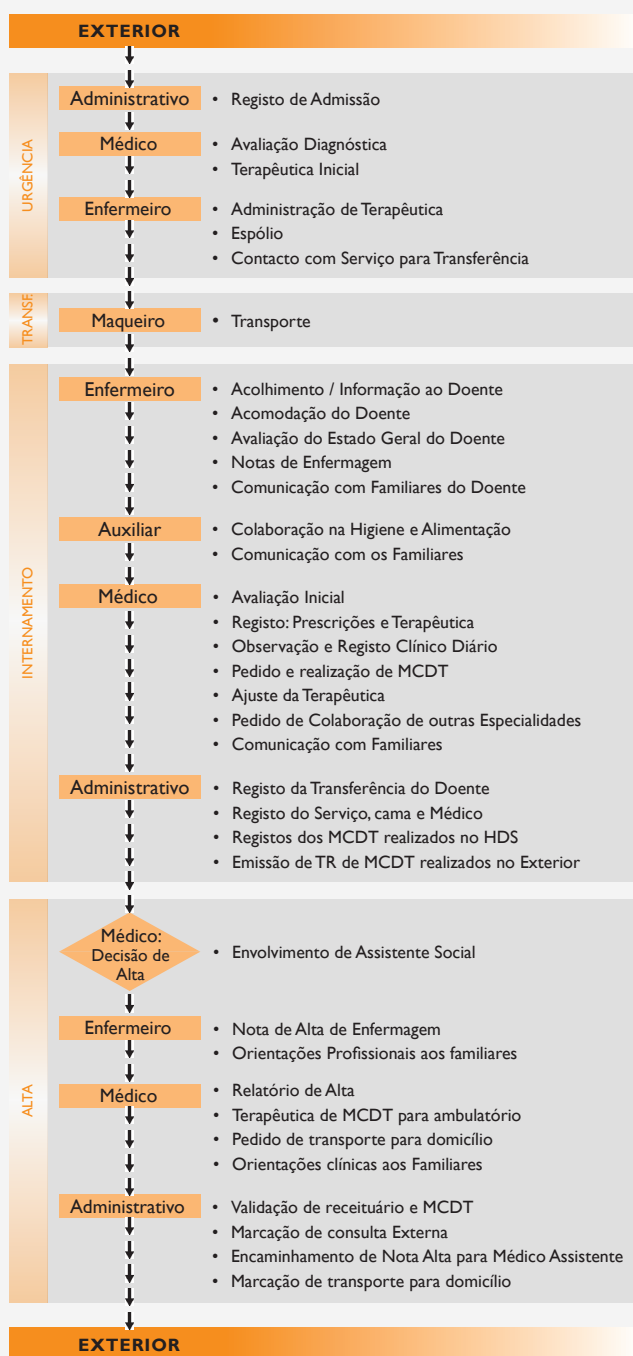 EXTERIOR
URGÊNCIA
Administrativo
• Registo de Admissão
Médico
• Avaliação Diagnóstica
• Terapêutica Inicial
Enfermeiro
• Administração de Terapêutica
• Espólio
• Contacto com Serviço para Transferência
TRANSF.
Maqueiro
• Transporte
INTERNAMENTO
Enfermeiro
• Acolhimento / Informação ao Doente
• Acomodação do Doente
• Avaliação do Estado Geral do Doente
• Notas de Enfermagem
• Comunicação com Familiares do Doente
Auxiliar
• Colaboração na Higiene e Alimentação
• Comunicação com os Familiares
Médico
• Avaliação Inicial
• Registo: Prescrições e Terapêutica
• Observação e Registo Clínico Diário
• Pedido e realização de MCDT
• Ajuste da Terapêutica
• Pedido de Colaboração de outras Especialidades
• Comunicação com Familiares
Administrativo
• Registo da Transferência do Doente
• Registo do Serviço, cama e Médico
• Registos dos MCDT realizados no HDS
• Emissão de TR de MCDT realizados no Exterior
ALTA
Médico:
Decisão de
Alta
• Envolvimento de Assistente Social
Enfermeiro
• Nota de Alta de Enfermagem
• Orientações Profissionais aos familiares
Médico
• Relatório de Alta
• Terapêutica de MCDT para ambulatório
• Pedido de transporte para domicílio
• Orientações clínicas aos Familiares
Administrativo
• Validação de receituário e MCDT
• Marcação de consulta Externa
• Encaminhamento de Nota Alta para Médico Assistente
• Marcação de transporte para domicílio
EXTERIOR